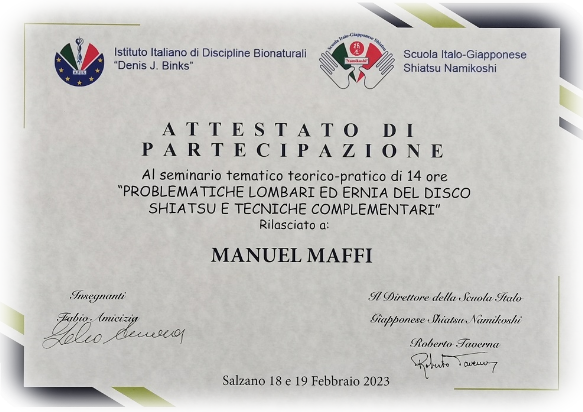 Istituto Italiano di Discipline Bionaturali
"Denis J. Binks"
Scuola Italo-Giapponese
Shiatsu Namikoshi
ATTESTATO DI
PARTECIPAZIONE
Al seminario tematico teorico-pratico di 14 ore
"PROBLEMATICHE LOMBARI ED ERNIA DEL DISCO
SHIATSU E TECNICHE COMPLEMENTARI"
Rilasciato a:
MANUEL MAFFI
Insegnanti
Fabio Amicizia
Il Direttore della Scuola Italo
Giapponese Shiatsu Namikoshi
Roberto Taverna
Roberto Taverna
Salzano 18 e 19 Febbraio 2023